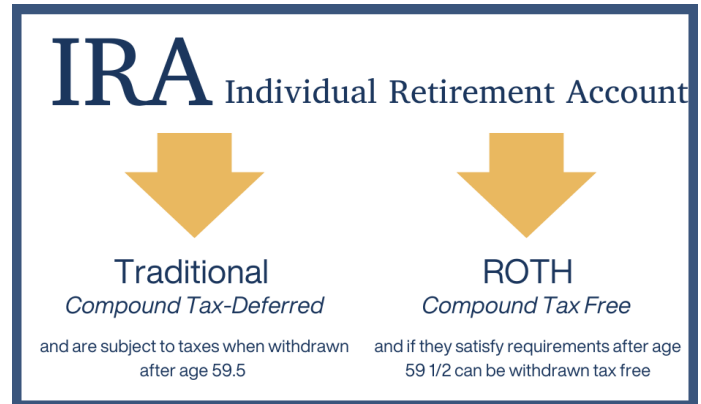 IRA Individual Retirement Account
Traditional
Compound Tax-Deferred
and are subject to taxes when withdrawn
after age 59.5
ROTH
Compound Tax Free
and if they satisfy requirements after age
59 1/2 can be withdrawn tax free